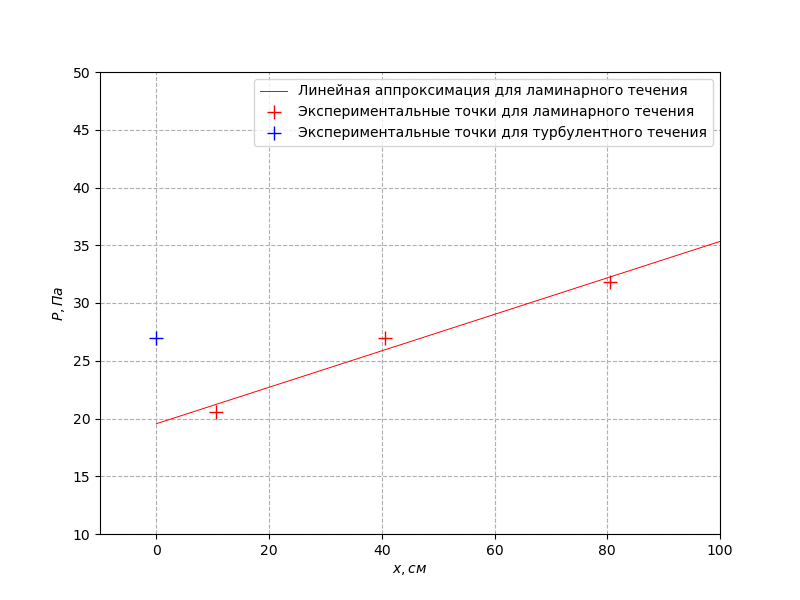 50
45
40
35
30
25
20
15
10
P, Па
Линейная аппроксимация для ламинарного течения
Экспериментальные точки для ламинарного течения
Экспериментальные точки для турбулентного течения
0 20 40 60 80 100
x, см